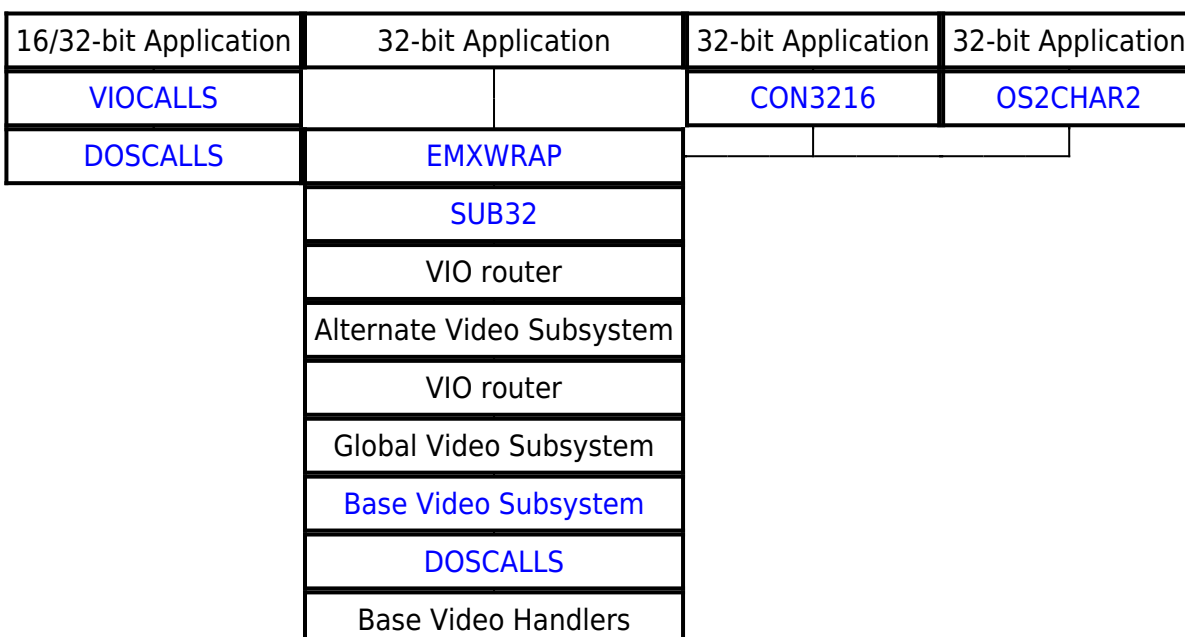 16/32-bit Application 32-bit Application 32-bit Application 32-bit Application
VIOCALLS CON3216 OS2CHAR2
DOSCALLS EMXWRAP
SUB32
VIO router
Alternate Video Subsystem
VIO router
Global Video Subsystem
Base Video Subsystem
DOSCALLS
Base Video Handlers